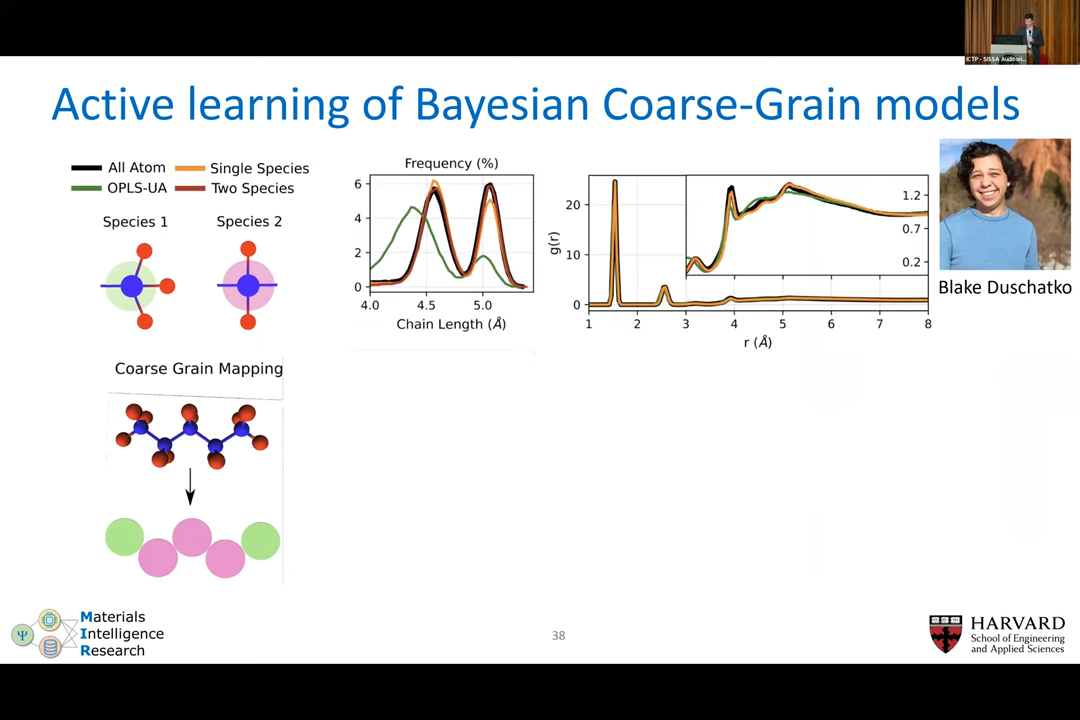 ICTP - SISSA Auditori...
Active learning of Bayesian Coarse-Grain models
All Atom
Single Species
OPLS-UA
Two Species
Species 1
Species 2
Frequency (%)
6
4
2
0
4.0
4.5
5.0
Chain Length (Å)
g(r)
20
10
0
1.2
0.7
0.2
1
2
3
4
5
6
7
8
r (Å)
Blake Duschatko
Coarse Grain Mapping
Ψ
Materials
Intelligence
Research
38
HARVARD
School of Engineering
and Applied Sciences